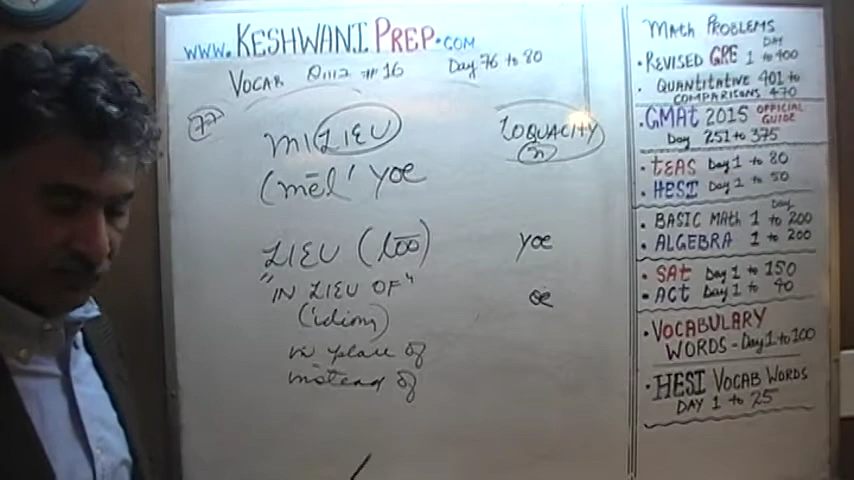 www.KESHWANI PREP.COM
VOCAB QUIZ #16 Day 76 to 80
77
MILIEU
(mēl' yoe
LIEU (lōō)
"IN LIEU OF"
(idiom)
in place of
instead of
LOQUACITY
(n)
yoe
oe
MATH PROBLEMS
DAY
• REVISED GRE 1 to 400
• QUANTITATIVE 401 to
COMPARISONS 470
• GMAt 2015 OFFICIAL
GUIDE
Day 251 to 375
• tEAS Day 1 to 80
• HESI Day 1 to 50
Day
• BASIC MATH 1 to 200
• ALGEBRA 1 to 200
• SAt Day 1 to 150
• ACt Day 1 to 40
• VOCABULARY
WORDS - Day 1 to 100
• HESI VOCAB WORDS
DAY 1 to 25